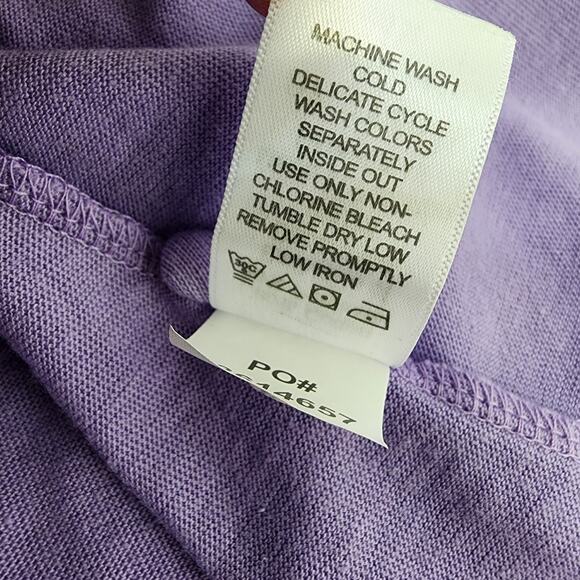 MACHINE WASH
COLD
DELICATE CYCLE
WASH COLORS
SEPARATELY
INSIDE OUT
USE ONLY NON-
CHLORINE BLEACH
TUMBLE DRY LOW
REMOVE PROMPTLY
LOW IRON
30C
PO#